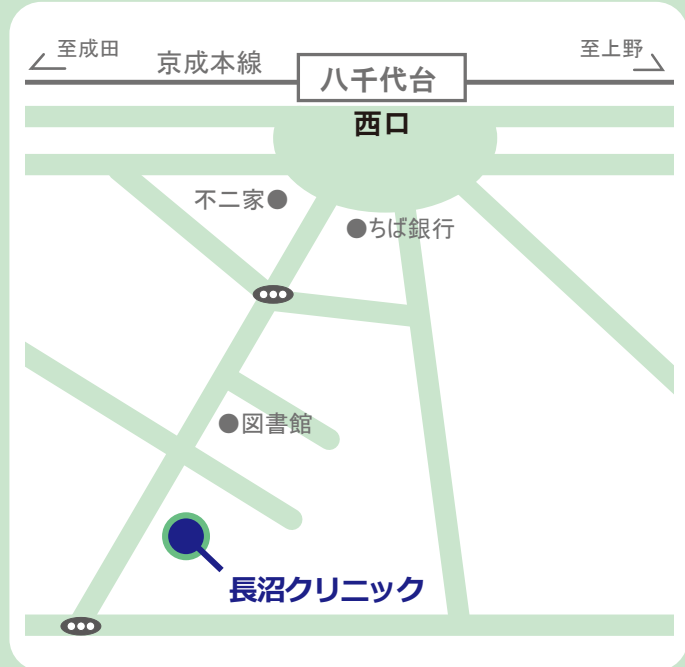 至成田
京成本線
八千代台
至上野
西口
不二家
ちば銀行
図書館
長沼クリニック